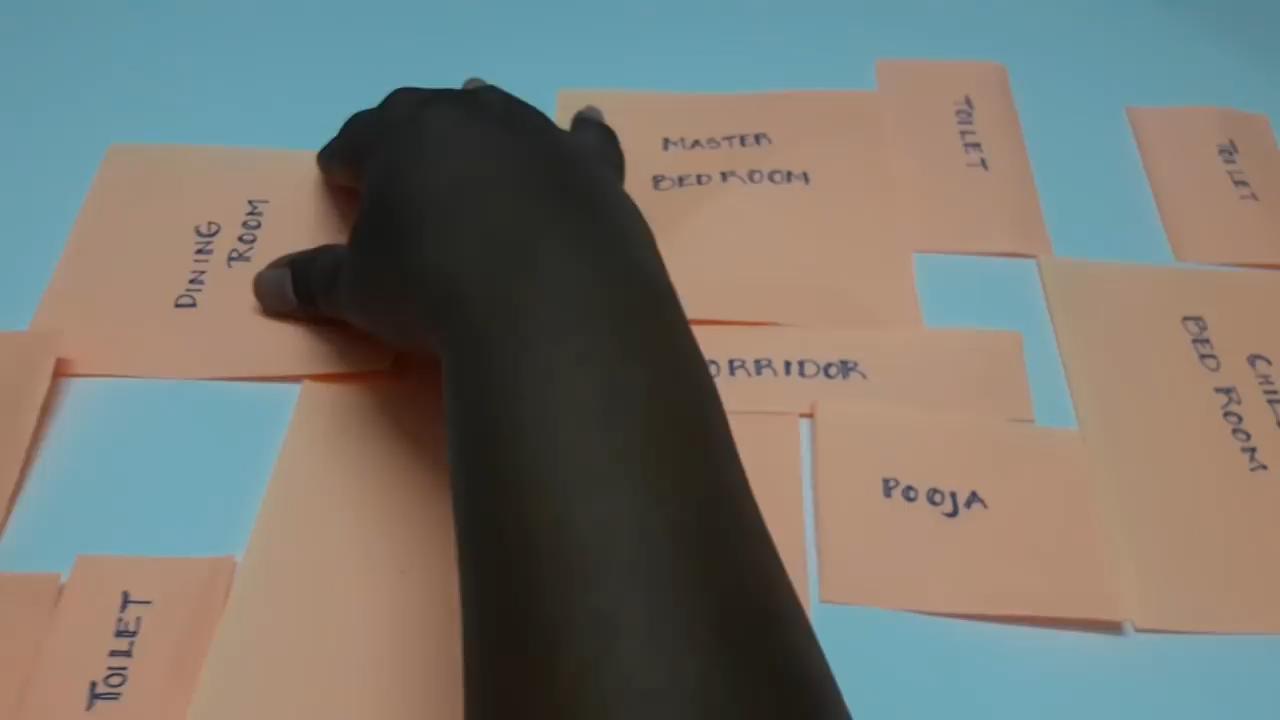 DINING
ROOM
MASTER
BEDROOM
TOILET
TOILET
ORRIDOR
POOJA
BED ROOM
TOILET